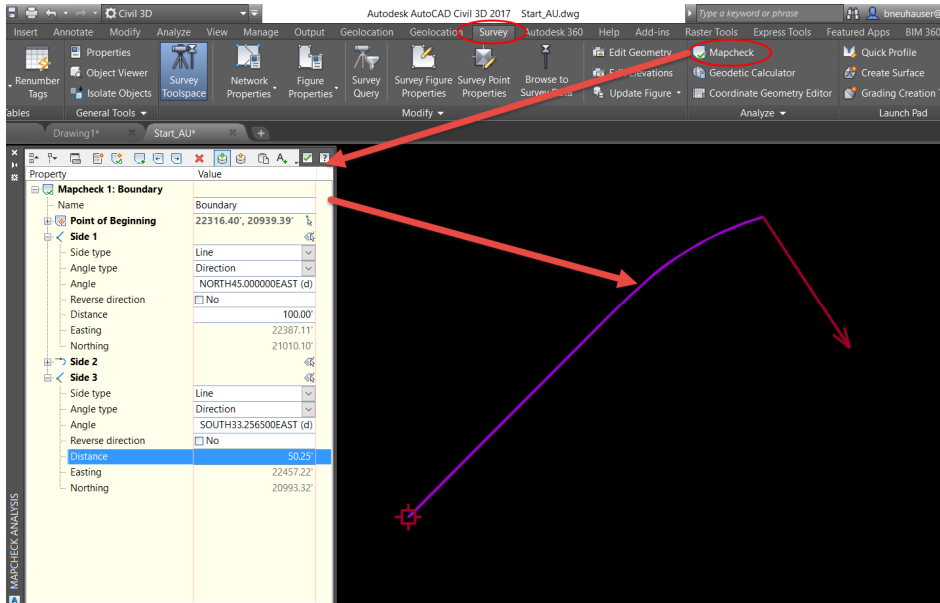 Civil 3D
Autodesk AutoCAD Civil 3D 2017 Start_AU.dwg
Type a keyword or phrase
bneuhauser@
Insert Annotate Modify Analyze View Manage Output Geolocation Geolocation Survey Autodesk 360 Help Add-ins Raster Tools Express Tools Featured Apps BIM 360
Properties
Edit Geometry
Mapcheck
Quick Profile
Object Viewer
Edit Elevations
Geodetic Calculator
Create Surface
Isolate Objects
Update Figure
Coordinate Geometry Editor
Grading Creation T
Renumber Tags
Survey Toolspace
Network Properties
Figure Properties
Survey Query
Survey Figure Properties
Survey Point Properties
Browse to Survey Data
ables General Tools Modify Analyze Launch Pad
Drawing1* Start_AU*
Property Value
Mapcheck 1: Boundary
Name Boundary
Point of Beginning 22316.40', 20939.39'
Side 1
Side type Line
Angle type Direction
Angle NORTH45.000000EAST (d)
Reverse direction No
Distance 100.00'
Easting 22387.11'
Northing 21010.10'
Side 2
Side 3
Side type Line
Angle type Direction
Angle SOUTH33.256500EAST (d)
Reverse direction No
Distance 50.25'
Easting 22457.22'
Northing 20993.32'
MAPCHECK ANALYSIS